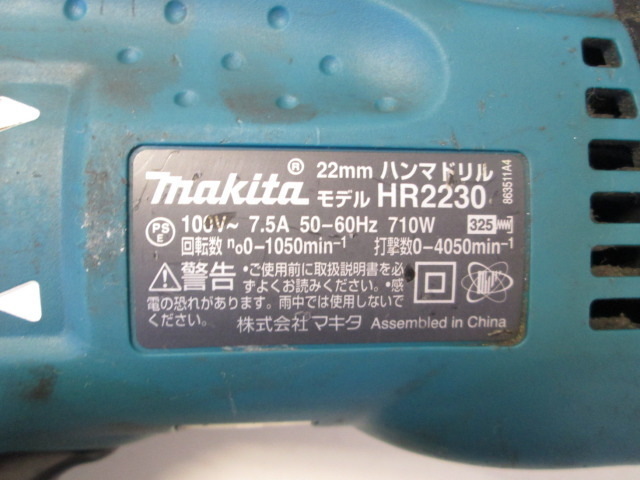 22mm ハンマドリル
makita® モデル HR2230
863511A4
PSE 100V~ 7.5A 50-60Hz 710W 325
回転数 no0-1050min-1 打撃数0-4050min-1
警告 •ご使用前に取扱説明書を必
ずよくお読みください。•感
電の恐れがあります。雨中では使用しないで
ください。 株式会社 マキタ Assembled in China